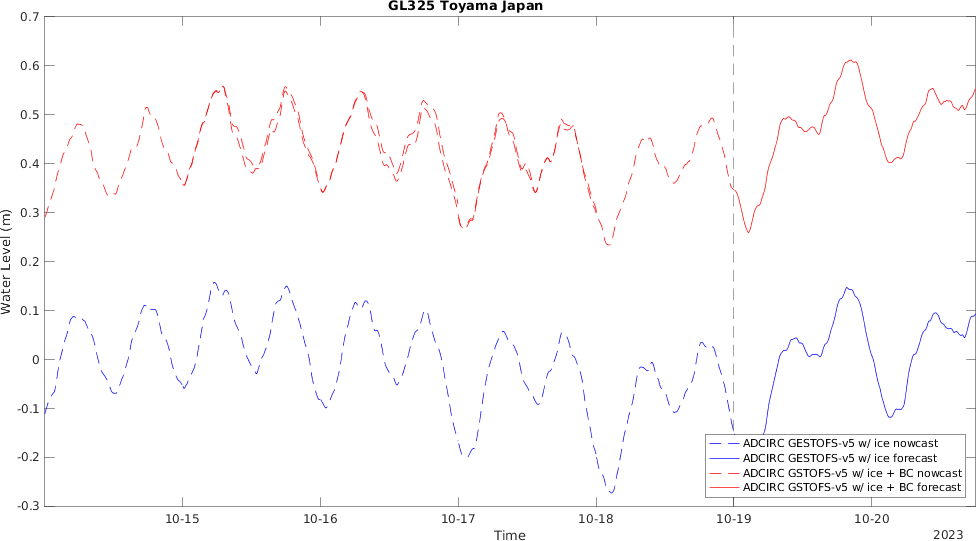 GL325 Toyama Japan
0.7
0.6
0.5
0.4
0.3
0.2
0.1
0
-0.1
-0.2
-0.3
Water Level (m)
ADCIRC GESTOFS-v5 w/ ice nowcast
ADCIRC GESTOFS-v5 w/ ice forecast
ADCIRC GSTOFS-v5 w/ ice + BC nowcast
ADCIRC GSTOFS-v5 w/ ice + BC forecast
10-15 10-16 10-17 10-18 10-19 10-20
Time
2023